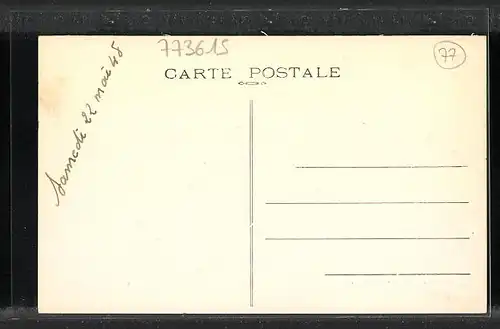 773615
77
CARTE POSTALE
Samedi 22 mai 48